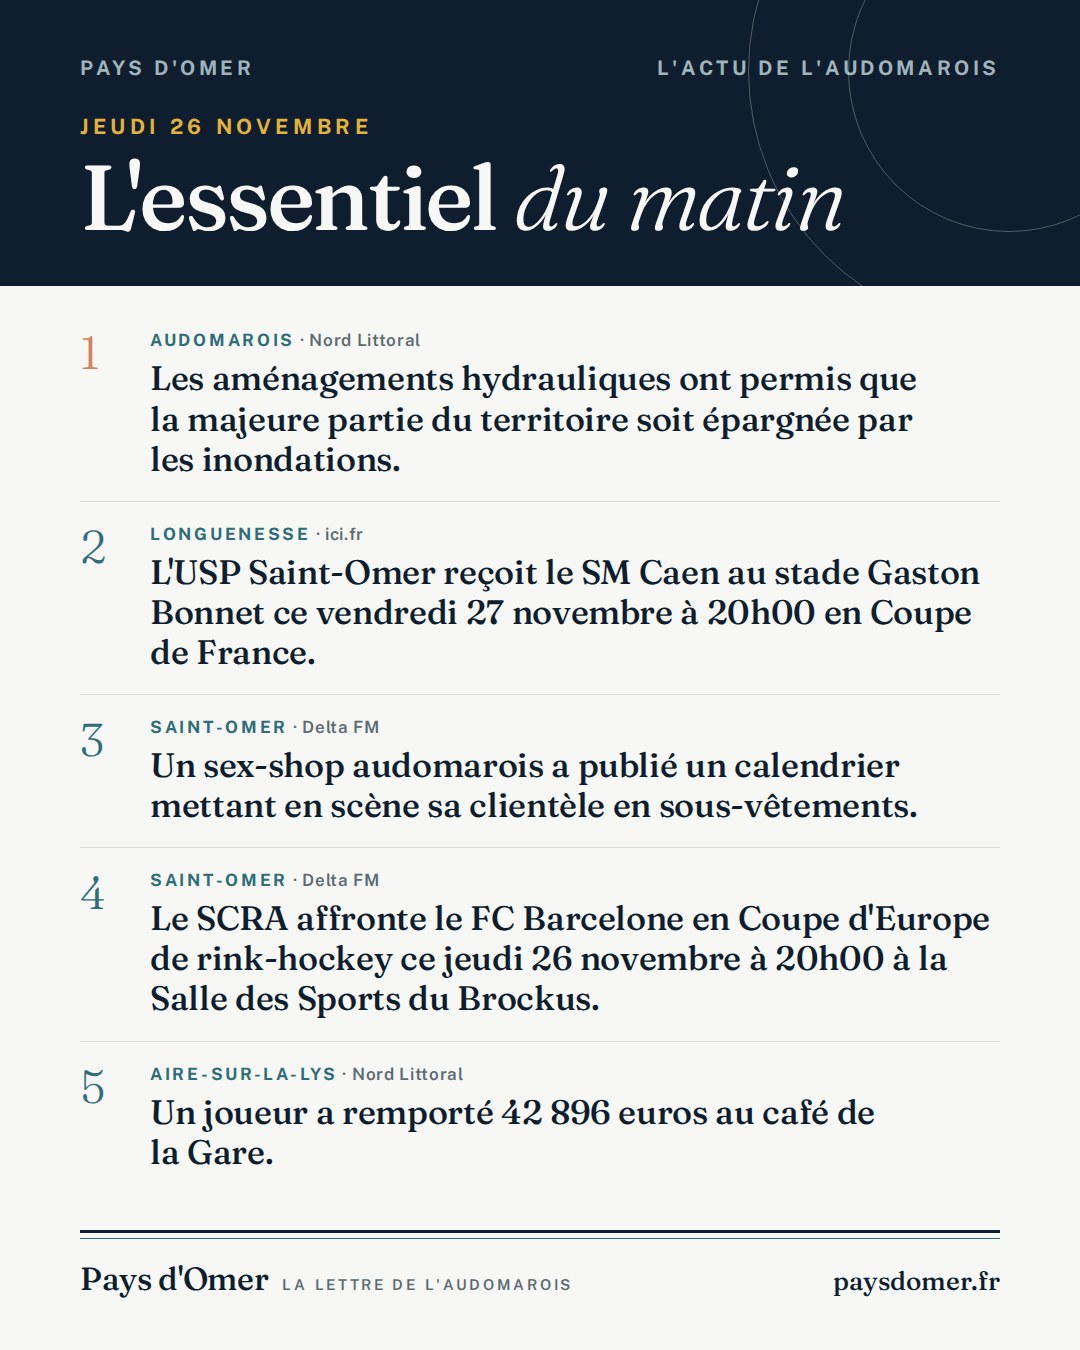 PAYS D'OMER
L'ACTU DE L'AUDOMAROIS
JEUDI 26 NOVEMBRE
L'essentiel du matin
1
AUDOMAROIS · Nord Littoral
Les aménagements hydrauliques ont permis que
la majeure partie du territoire soit épargnée par
les inondations.
2
LONGUENESSE · ici.fr
L'USP Saint-Omer reçoit le SM Caen au stade Gaston
Bonnet ce vendredi 27 novembre à 20h00 en Coupe
de France.
3
SAINT-OMER · Delta FM
Un sex-shop audomarois a publié un calendrier
mettant en scène sa clientèle en sous-vêtements.
4
SAINT-OMER · Delta FM
Le SCRA affronte le FC Barcelone en Coupe d'Europe
de rink-hockey ce jeudi 26 novembre à 20h00 à la
Salle des Sports du Brockus.
5
AIRE-SUR-LA-LYS · Nord Littoral
Un joueur a remporté 42 896 euros au café de
la Gare.
Pays d'Omer LA LETTRE DE L'AUDOMAROIS
paysdomer.fr